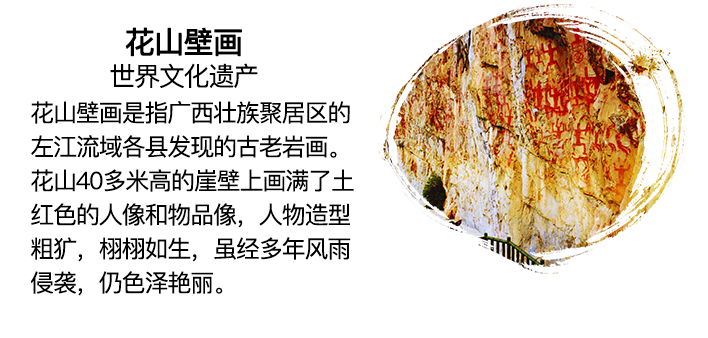 花山壁画
世界文化遗产
花山壁画是指广西壮族聚居区的
左江流域各县发现的古老岩画。
花山40多米高的崖壁上画满了土
红色的人像和物品像，人物造型
粗犷，栩栩如生，虽经多年风雨
侵袭，仍色泽艳丽。